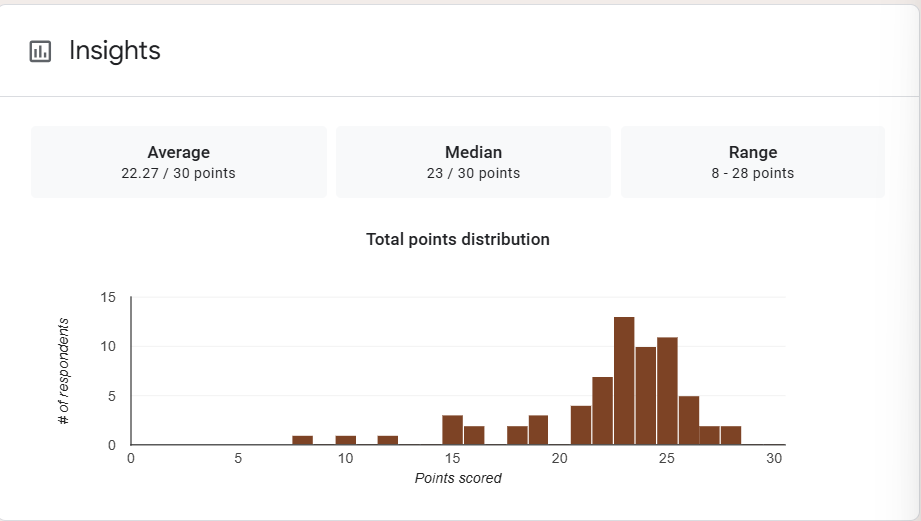 Insights
Average
22.27 / 30 points
Median
23 / 30 points
Range
8 - 28 points
Total points distribution
# of respondents
15
10
5
0
0 5 10 15 20 25 30
Points scored